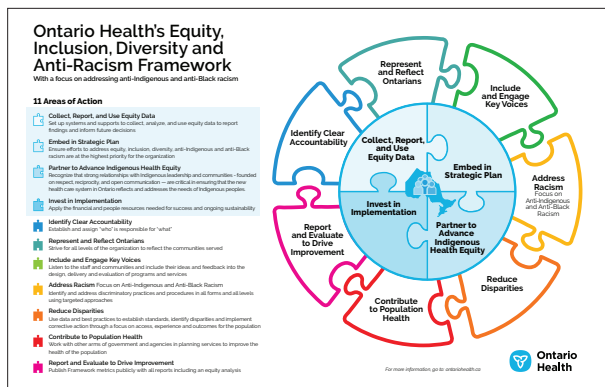 Ontario Health's Equity,
Inclusion, Diversity and
Anti-Racism Framework
With a focus on addressing anti-Indigenous and anti-Black racism
11 Areas of Action
Collect, Report, and Use Equity Data
Set up systems and supports to collect, analyze, and use equity data to report
findings and inform future decisions
Embed in Strategic Plan
Ensure efforts to address equity, inclusion, diversity, anti-Indigenous and anti-Black
racism are at the highest priority for the organization
Partner to Advance Indigenous Health Equity
Recognize that strong relationships with Indigenous leadership and communities – founded
on respect, reciprocity, and open communication — are critical in ensuring that the new
health care system in Ontario reflects and addresses the needs of Indigenous peoples.
Invest in Implementation
Apply the financial and people resources needed for success and ongoing sustainability
Identify Clear Accountability
Establish and assign "who" is responsible for "what"
Represent and Reflect Ontarians
Strive for all levels of the organization to reflect the communities served
Include and Engage Key Voices
Listen to the staff and communities and include their ideas and feedback into the
design, delivery and evaluation of programs and services
Address Racism Focus on Anti-Indigenous and Anti-Black Racism
Identify and address discriminatory practices and procedures in all forms and all levels
using targeted approaches
Reduce Disparities
Use data and best practices to establish standards, identify disparities and implement
corrective action through a focus on access, experience and outcomes for the population
Contribute to Population Health
Work with other arms of government and agencies in planning services to improve the
health of the population
Report and Evaluate to Drive Improvement
Publish Framework metrics publicly with all reports including an equity analysis
Represent
and Reflect
Ontarians
Include
and Engage
Key Voices
Identify Clear
Accountability
Collect, Report,
and Use
Equity Data
Embed in
Strategic Plan
Address
Racism
Focus on
Anti-Indigenous
and Anti-Black
Racism
Invest in
Implementation
Partner to
Advance
Indigenous
Health Equity
Report
and Evaluate
to Drive
Improvement
Reduce
Disparities
Contribute
to Population
Health
For more information, go to: ontariohealth.ca
Ontario
Health